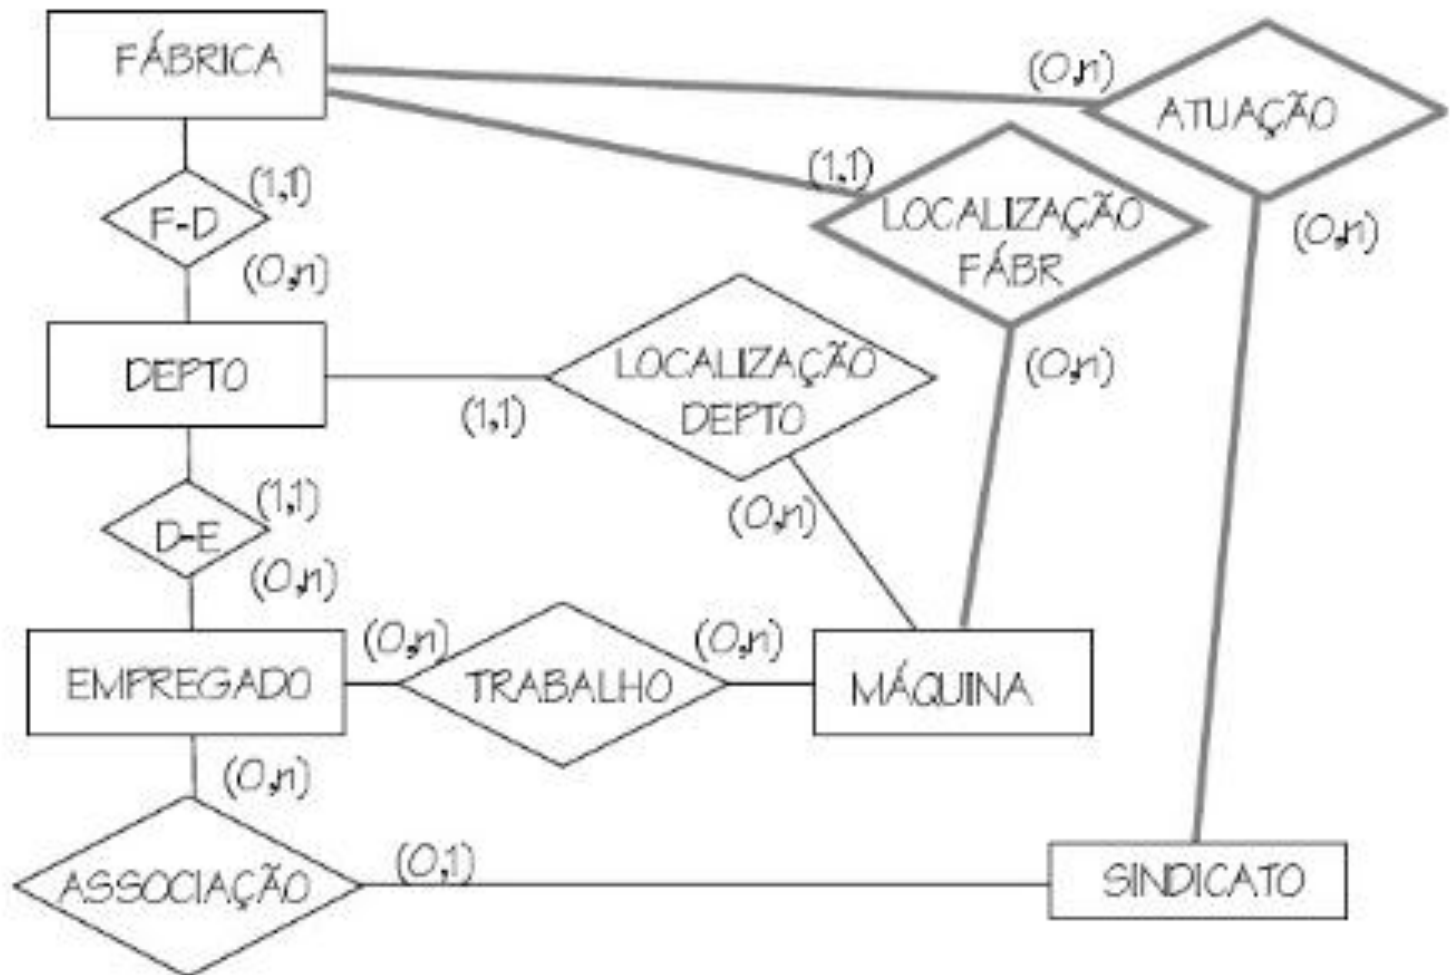 FÁBRICA
(0,n)
ATUAÇÃO
(1,1)
(1,1)
F-D
LOCALIZAÇÃO
FÁBR
(0,n)
(0,n)
DEPTO
LOCALIZAÇÃO
DEPTO
(0,n)
(1,1)
(1,1)
D-E
(0,n)
(0,n)
(0,n)
(0,n)
EMPREGADO
TRABALHO
MÁQUINA
(0,n)
ASSOCIAÇÃO
(0,1)
SINDICATO